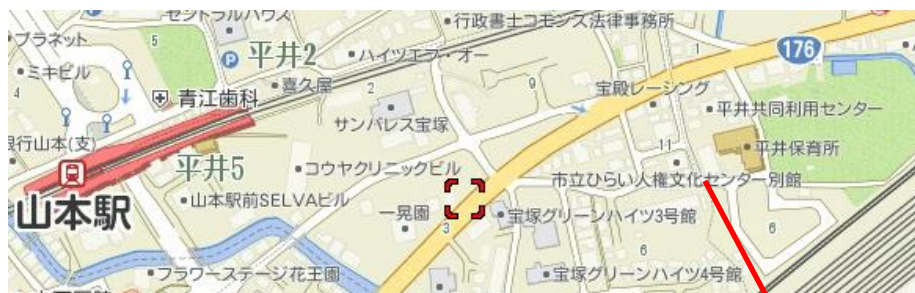 セントラルハウス
行政書士コモンズ法律事務所
プラネット
5
P
平井2
ハイツエラ・オー
1
176
ミキビル
4
喜久屋
2
9
宝殿レーシング
青江歯科
サンパレス宝塚
平井共同利用センター
銀行山本(支)
11
平井保育所
平井5
コウヤクリニックビル
市立ひらい人権文化センター別館
山本駅前SELVAビル
山本駅
一晃園
3
宝塚グリーンハイツ3号館
6
6
フラワーステージ花王園
宝塚グリーンハイツ4号館